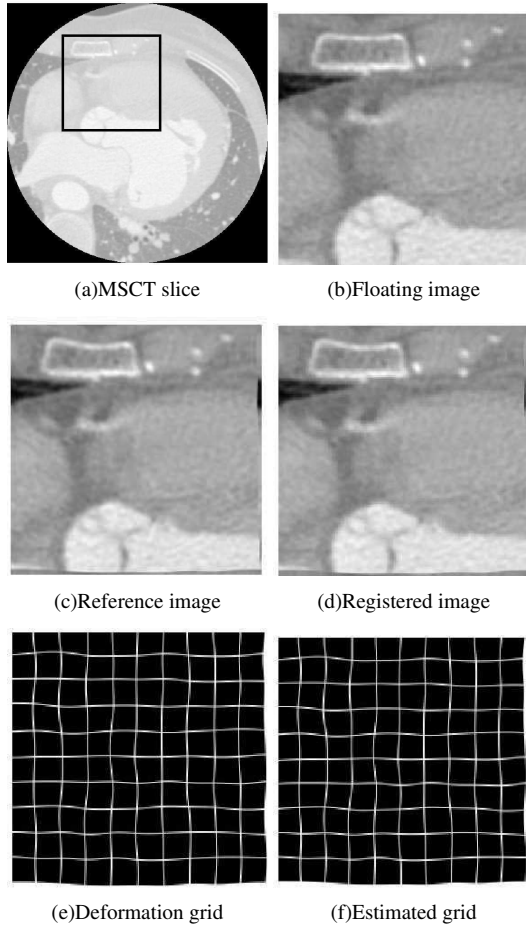 (a)MSCT slice
(b)Floating image
(c)Reference image
(d)Registered image
(e)Deformation grid
(f)Estimated grid